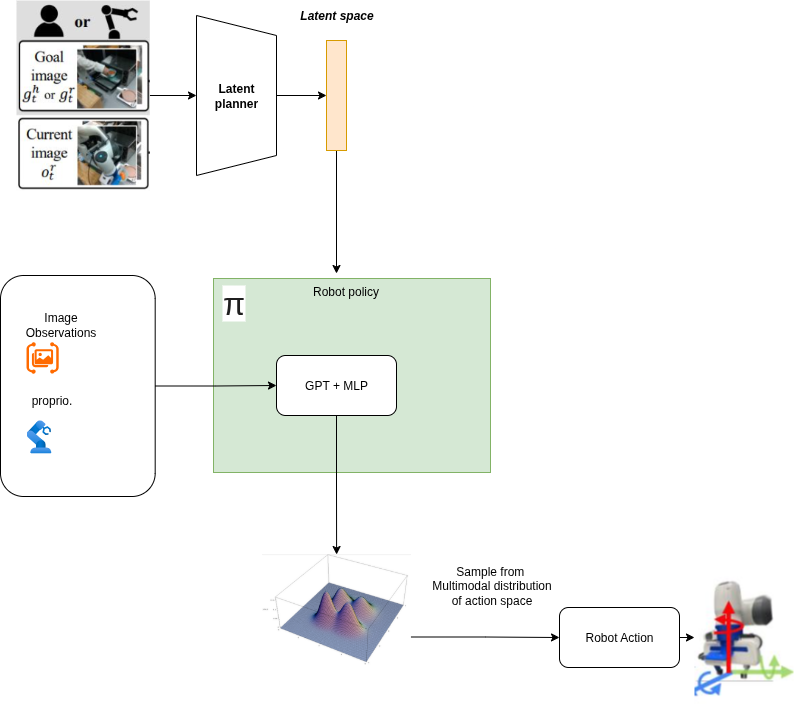 or
Goal
image
g_t^h or g_t^r
Current
image
o_t^r
Latent
planner
Latent space
π
Robot policy
Image
Observations
proprio.
GPT + MLP
Sample from
Multimodal distribution
of action space
Robot Action